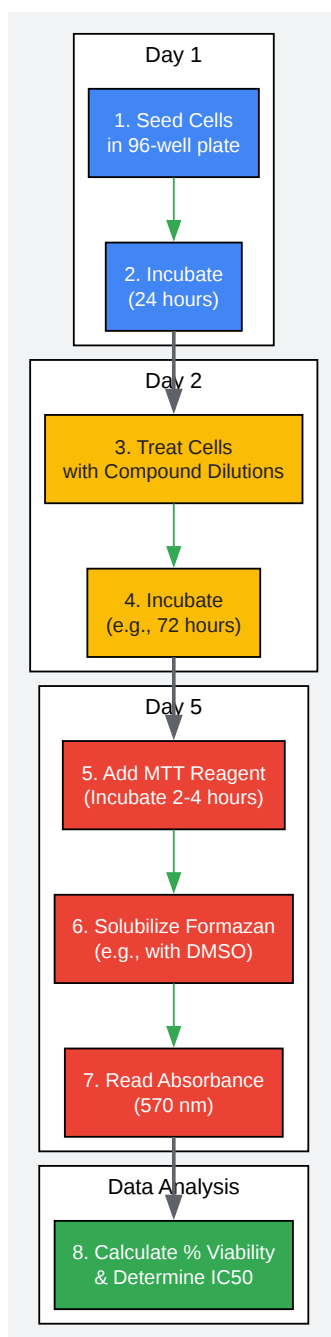 Day 1
1. Seed Cells
in 96-well plate
2. Incubate
(24 hours)
Day 2
3. Treat Cells
with Compound Dilutions
4. Incubate
(e.g., 72 hours)
Day 5
5. Add MTT Reagent
(Incubate 2-4 hours)
6. Solubilize Formazan
(e.g., with DMSO)
7. Read Absorbance
(570 nm)
Data Analysis
8. Calculate % Viability
& Determine IC50